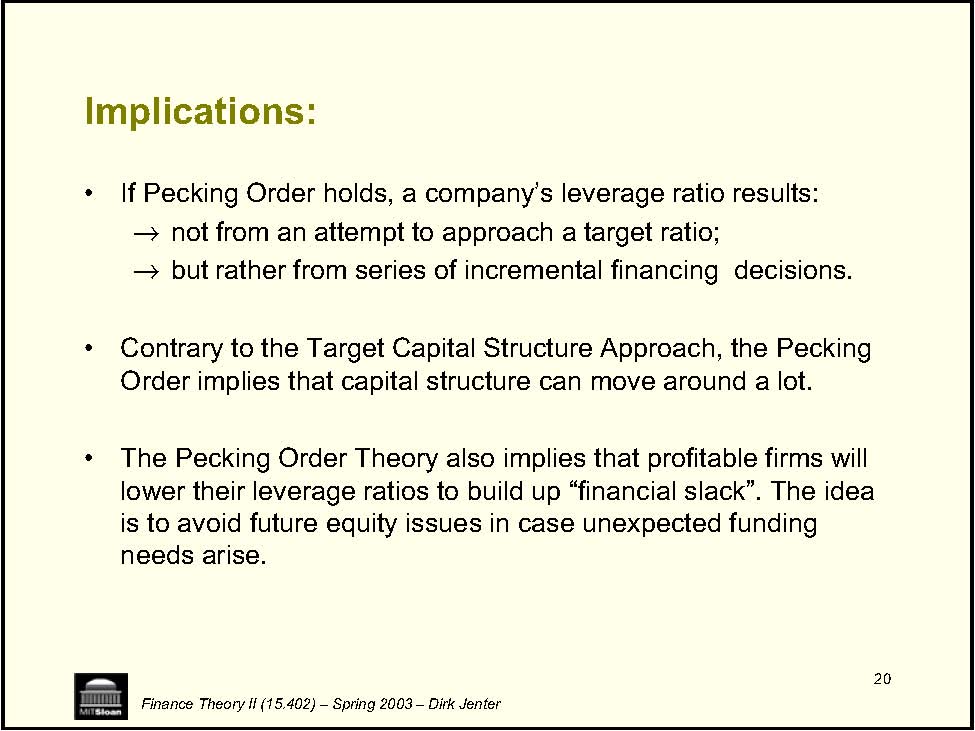 Implications:
• If Pecking Order holds, a company’s leverage ratio results:
→ not from an attempt to approach a target ratio;
→ but rather from series of incremental financing  decisions.
• Contrary to the Target Capital Structure Approach, the Pecking
Order implies that capital structure can move around a lot.
• The Pecking Order Theory also implies that profitable firms will
lower their leverage ratios to build up “financial slack”. The idea
is to avoid future equity issues in case unexpected funding
needs arise.
20
MITSloan
Finance Theory II (15.402) – Spring 2003 – Dirk Jenter